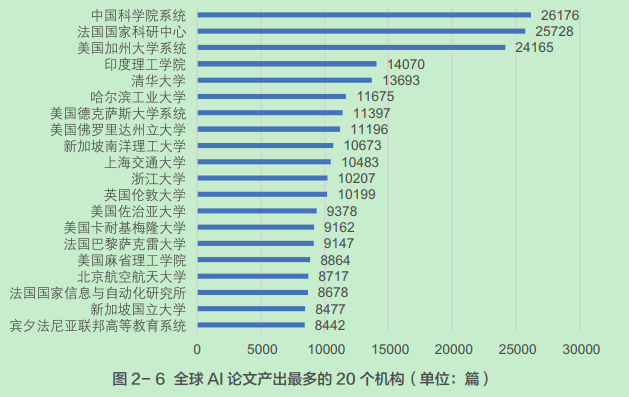 中国科学院系统 26176
法国国家科研中心 25728
美国加州大学系统 24165
印度理工学院 14070
清华大学 13693
哈尔滨工业大学 11675
美国德克萨斯大学系统 11397
美国佛罗里达州立大学 11196
新加坡南洋理工大学 10673
上海交通大学 10483
浙江大学 10207
英国伦敦大学 10199
美国佐治亚大学 9378
美国卡耐基梅隆大学 9162
法国巴黎萨克雷大学 9147
美国麻省理工学院 8864
北京航空航天大学 8717
法国国家信息与自动化研究所 8678
新加坡国立大学 8477
宾夕法尼亚联邦高等教育系统 8442
0 5000 10000 15000 20000 25000 30000
图 2-6 全球 AI 论文产出最多的 20 个机构（单位：篇）